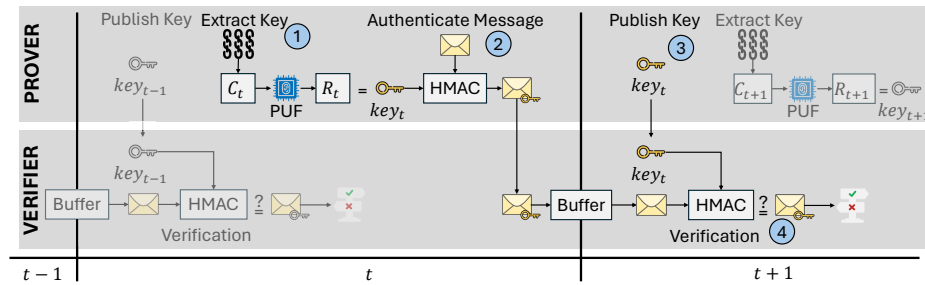 Publish Key
Extract Key
1
Authenticate Message
2
Publish Key
3
Extract Key
PROVER
key_{t-1}
C_t
PUF
R_t
=
key_t
HMAC
key_t
C_{t+1}
PUF
R_{t+1}
=
key_{t+1}
VERIFIER
key_{t-1}
key_t
Buffer
HMAC
?
=
Verification
Buffer
HMAC
?
=
Verification
4
t − 1
t
t + 1